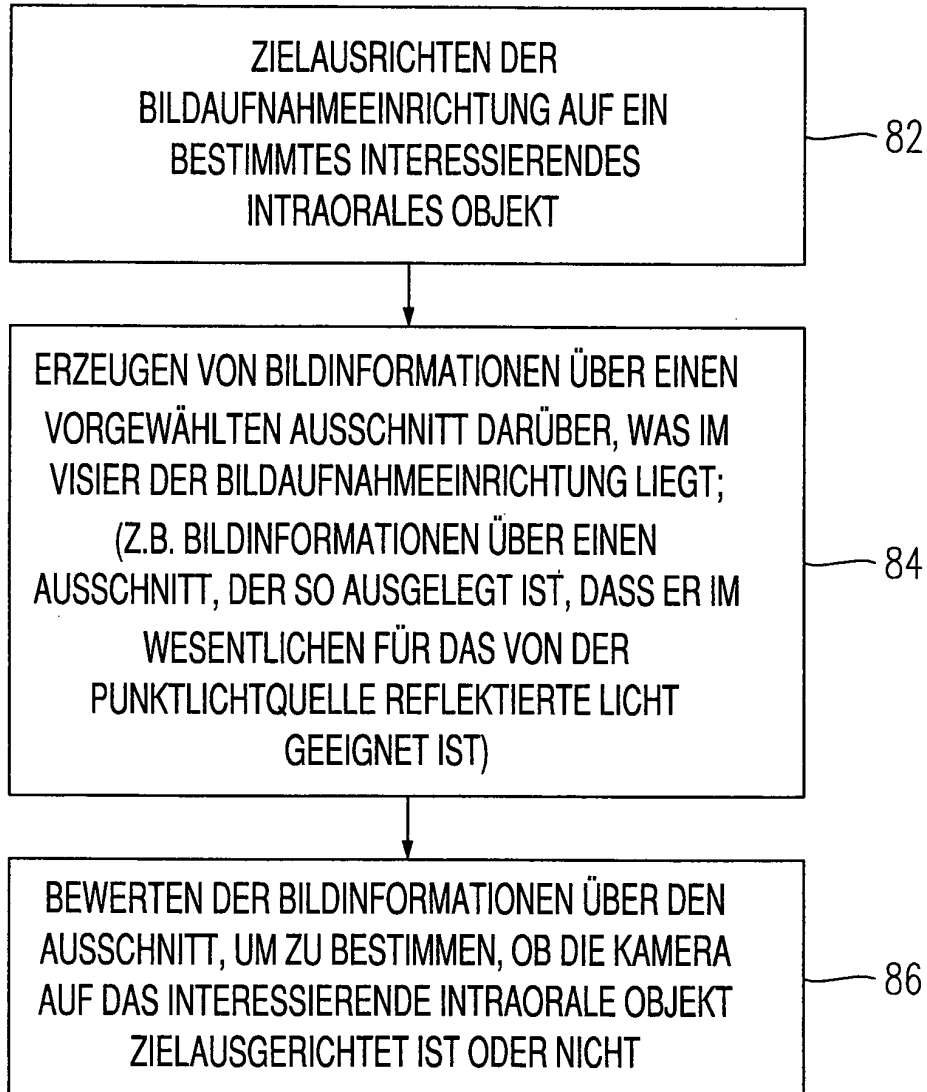 ZIELAUSRICHTEN DER
BILDAUFNAHMEEINRICHTUNG AUF EIN
BESTIMMTES INTERESSIERENDES
INTRAORALES OBJEKT
82
ERZEUGEN VON BILDINFORMATIONEN ÜBER EINEN
VORGEWÄHLTEN AUSSCHNITT DARÜBER, WAS IM
VISIER DER BILDAUFNAHMEEINRICHTUNG LIEGT;
(Z.B. BILDINFORMATIONEN ÜBER EINEN
AUSSCHNITT, DER SO AUSGELEGT IST, DASS ER IM
WESENTLICHEN FÜR DAS VON DER
PUNKTLICHTQUELLE REFLEKTIERTE LICHT
GEEIGNET IST)
84
BEWERTEN DER BILDINFORMATIONEN ÜBER DEN
AUSSCHNITT, UM ZU BESTIMMEN, OB DIE KAMERA
AUF DAS INTERESSIERENDE INTRAORALE OBJEKT
ZIELAUSGERICHTET IST ODER NICHT
86